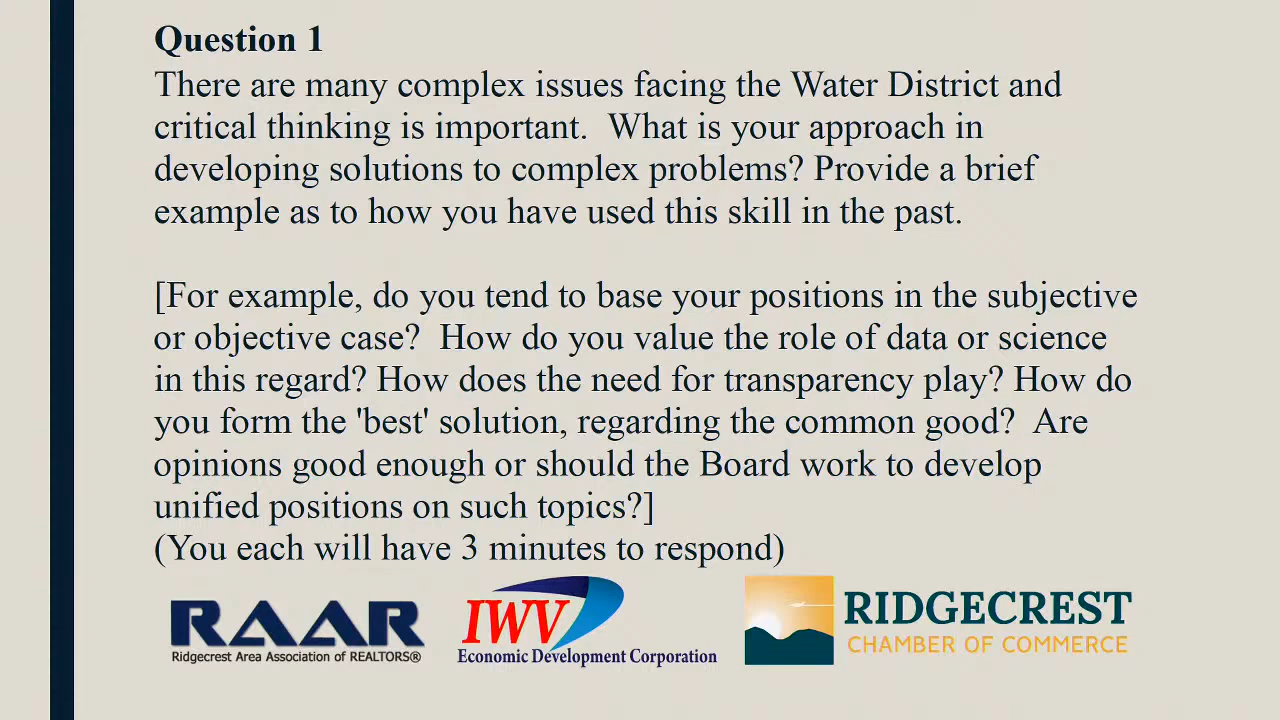 Question 1
There are many complex issues facing the Water District and
critical thinking is important.  What is your approach in
developing solutions to complex problems? Provide a brief
example as to how you have used this skill in the past.
[For example, do you tend to base your positions in the subjective
or objective case?  How do you value the role of data or science
in this regard? How does the need for transparency play? How do
you form the 'best' solution, regarding the common good?  Are
opinions good enough or should the Board work to develop
unified positions on such topics?]
(You each will have 3 minutes to respond)
RAAR
Ridgecrest Area Association of REALTORS®
IWV
Economic Development Corporation
RIDGECREST
CHAMBER OF COMMERCE